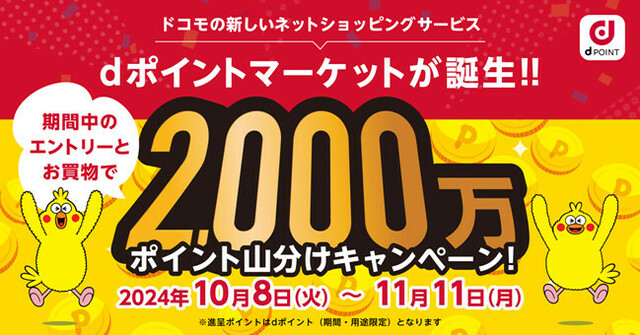 ドコモの新しいネットショッピングサービス
dポイントマーケットが誕生!!
d POINT
期間中の
エントリーと
お買物で
2,000万
ポイント山分けキャンペーン!
2024年10月8日(火) 〜 11月11日(月)
※進呈ポイントはdポイント(期間・用途限定)となります